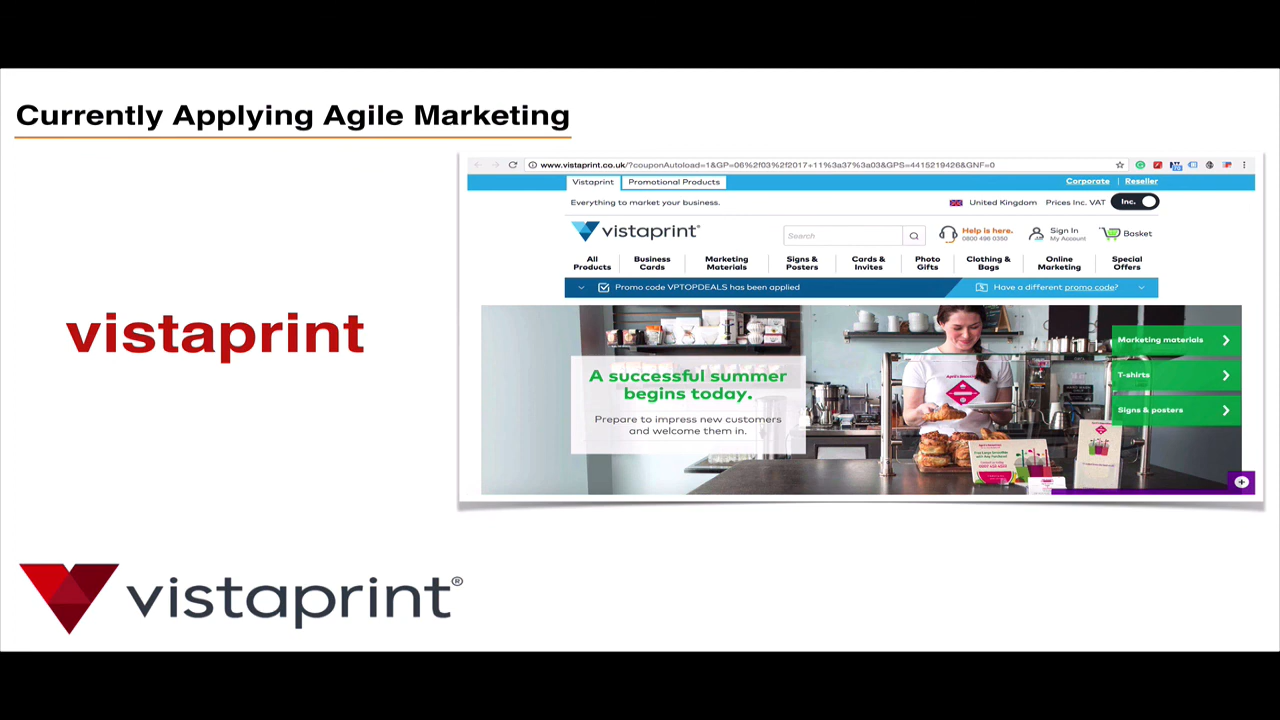 Currently Applying Agile Marketing
www.vistaprint.co.uk/?couponAutoload=1&GP=06%2f03%2f2017+11%3a37%3a03&GPS=4415219426&GNF=0
Vistaprint
Promotional Products
Corporate | Reseller
Everything to market your business.
United Kingdom
Prices Inc. VAT
Inc.
vistaprint®
Search
Help is here.
0800 496 0350
Sign In
My Account
Basket
All Products
Business Cards
Marketing Materials
Signs & Posters
Cards & Invites
Photo Gifts
Clothing & Bags
Online Marketing
Special Offers
Promo code VPTOPDEALS has been applied
Have a different promo code?
vistaprint
A successful summer
begins today.
Prepare to impress new customers
and welcome them in.
Marketing materials
T-shirts
Signs & posters
vistaprint®